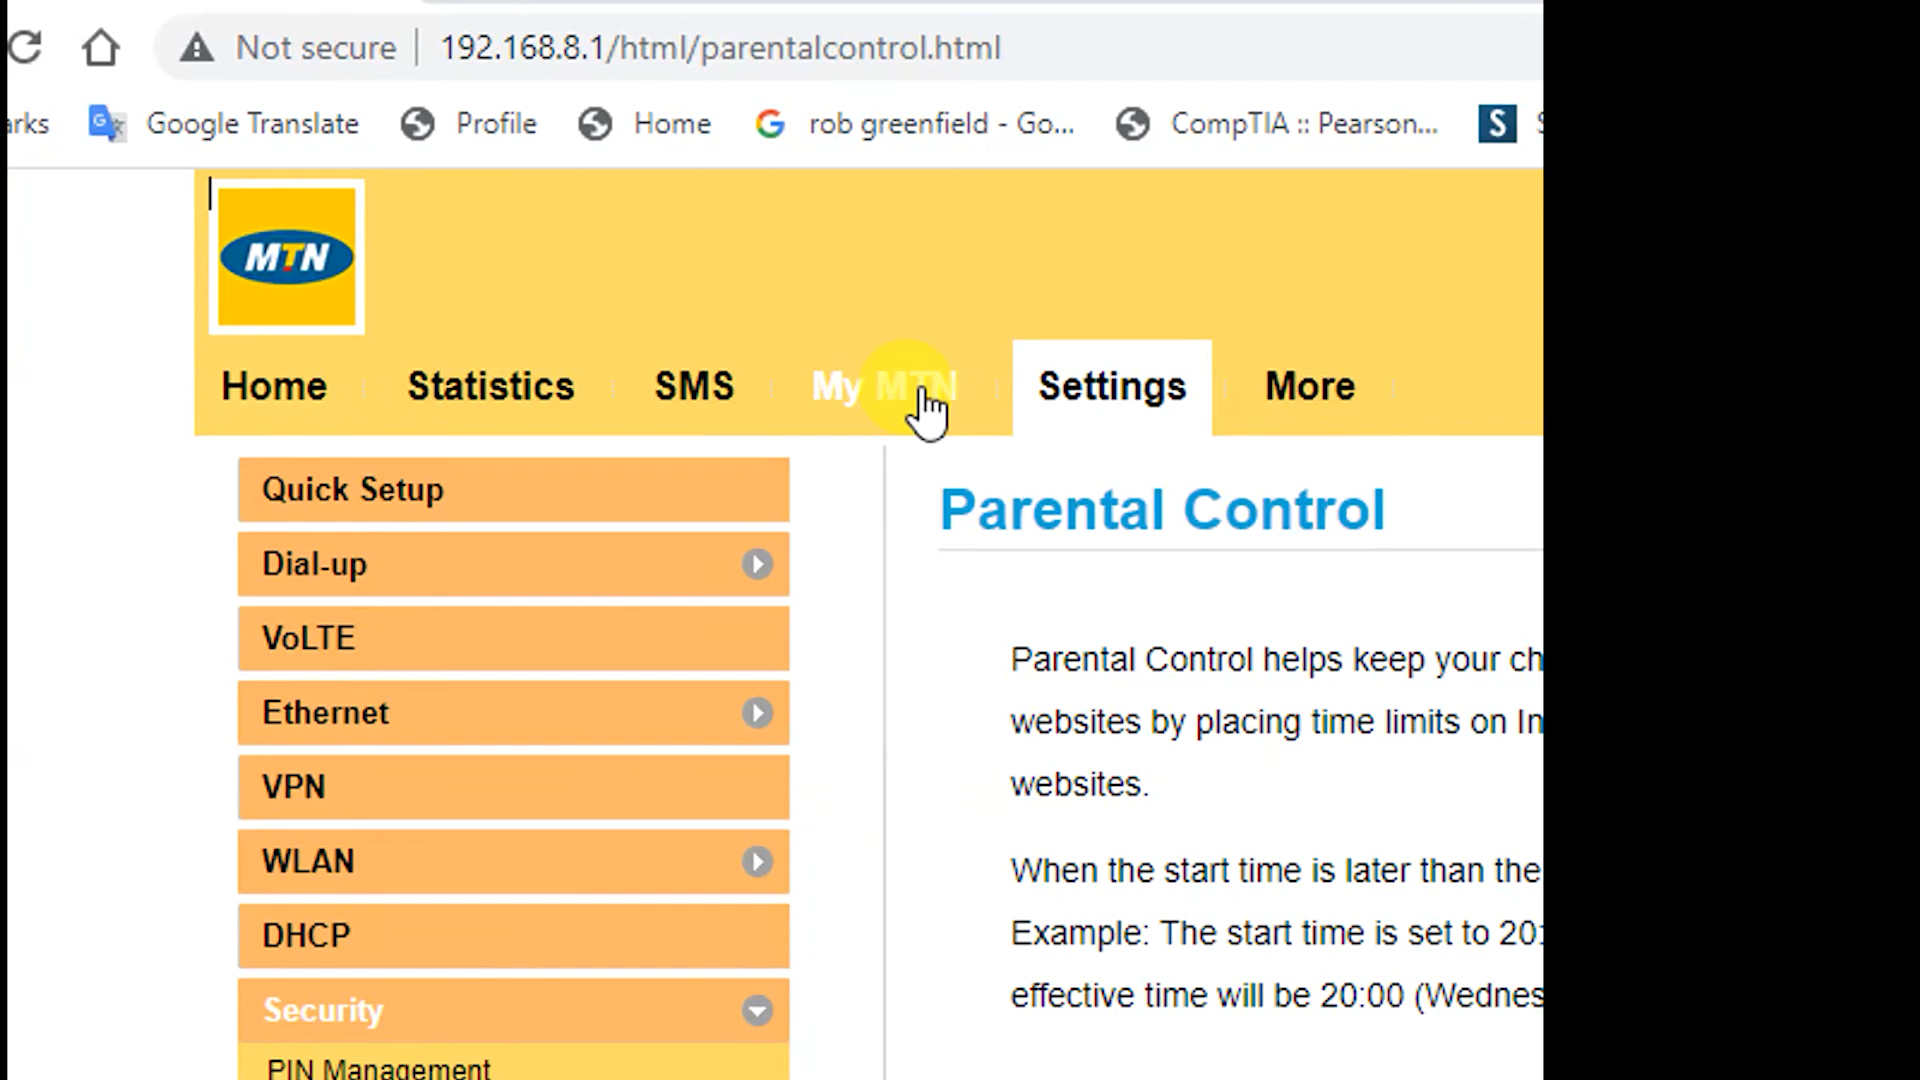 Not secure 192.168.8.1/html/parentalcontrol.html
arks Google Translate Profile Home rob greenfield - Go... CompTIA :: Pearson... S
MTN
Home Statistics SMS My MTN Settings More
Quick Setup
Dial-up
VoLTE
Ethernet
VPN
WLAN
DHCP
Security
PIN Management
Parental Control
Parental Control helps keep your ch
websites by placing time limits on In
websites.
When the start time is later than the
Example: The start time is set to 20:
effective time will be 20:00 (Wednes